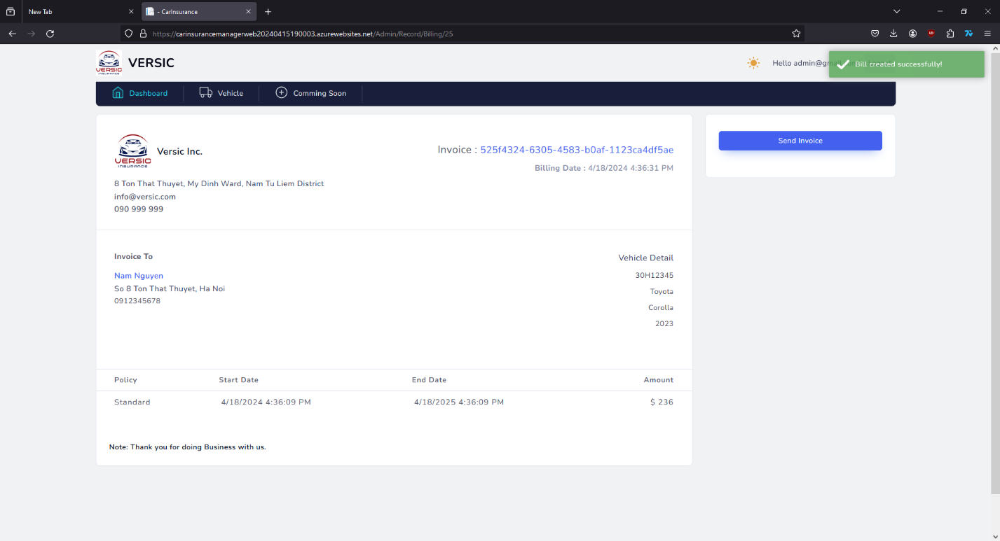 New Tab
- CarInsurance
https://carinsurancemanagerweb20240415190003.azurewebsites.net/Admin/Record/Billing/25
VERSIC
INSURANCE
VERSIC
Hello admin@gm
Bill created successfully!
Dashboard
Vehicle
Comming Soon
VERSIC
INSURANCE
Versic Inc.
Invoice : 525f4324-6305-4583-b0af-1123ca4df5ae
Billing Date : 4/18/2024 4:36:31 PM
8 Ton That Thuyet, My Dinh Ward, Nam Tu Liem District
info@versic.com
090 999 999
Send Invoice
Invoice To
Nam Nguyen
So 8 Ton That Thuyet, Ha Noi
0912345678
Vehicle Detail
30H12345
Toyota
Corolla
2023
Policy Start Date End Date Amount
Standard 4/18/2024 4:36:09 PM 4/18/2025 4:36:09 PM $ 236
Note: Thank you for doing Business with us.